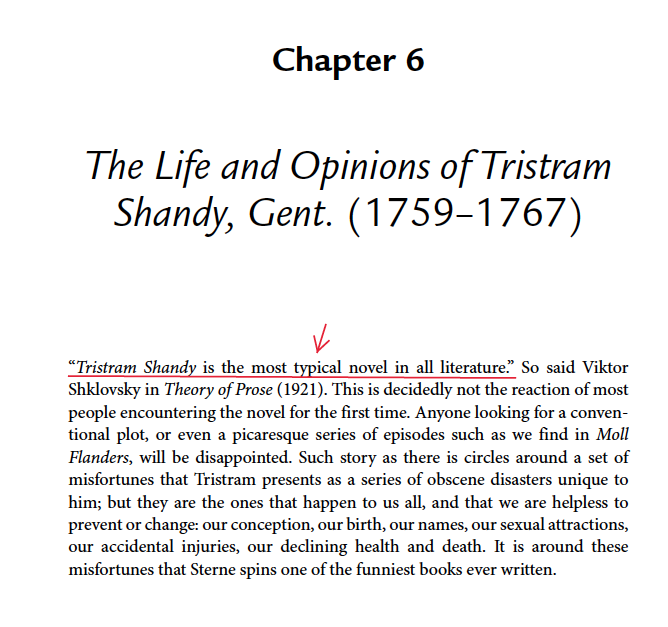 Chapter 6
The Life and Opinions of Tristram
Shandy, Gent. (1759–1767)
“Tristram Shandy is the most typical novel in all literature.” So said Viktor
Shklovsky in Theory of Prose (1921). This is decidedly not the reaction of most
people encountering the novel for the first time. Anyone looking for a conven-
tional plot, or even a picaresque series of episodes such as we find in Moll
Flanders, will be disappointed. Such story as there is circles around a set of
misfortunes that Tristram presents as a series of obscene disasters unique to
him; but they are the ones that happen to us all, and that we are helpless to
prevent or change: our conception, our birth, our names, our sexual attractions,
our accidental injuries, our declining health and death. It is around these
misfortunes that Sterne spins one of the funniest books ever written.